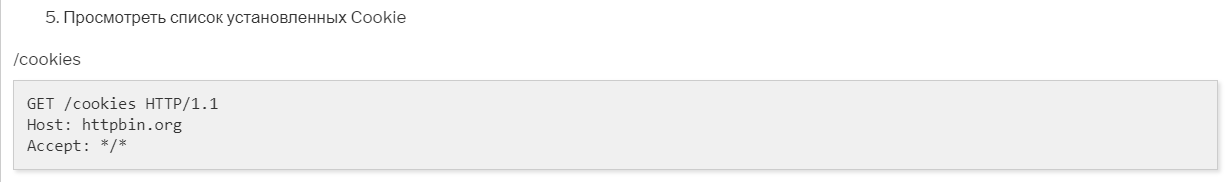 5. Просмотреть список установленных Cookie
/cookies
GET /cookies HTTP/1.1
Host: httpbin.org
Accept: */*